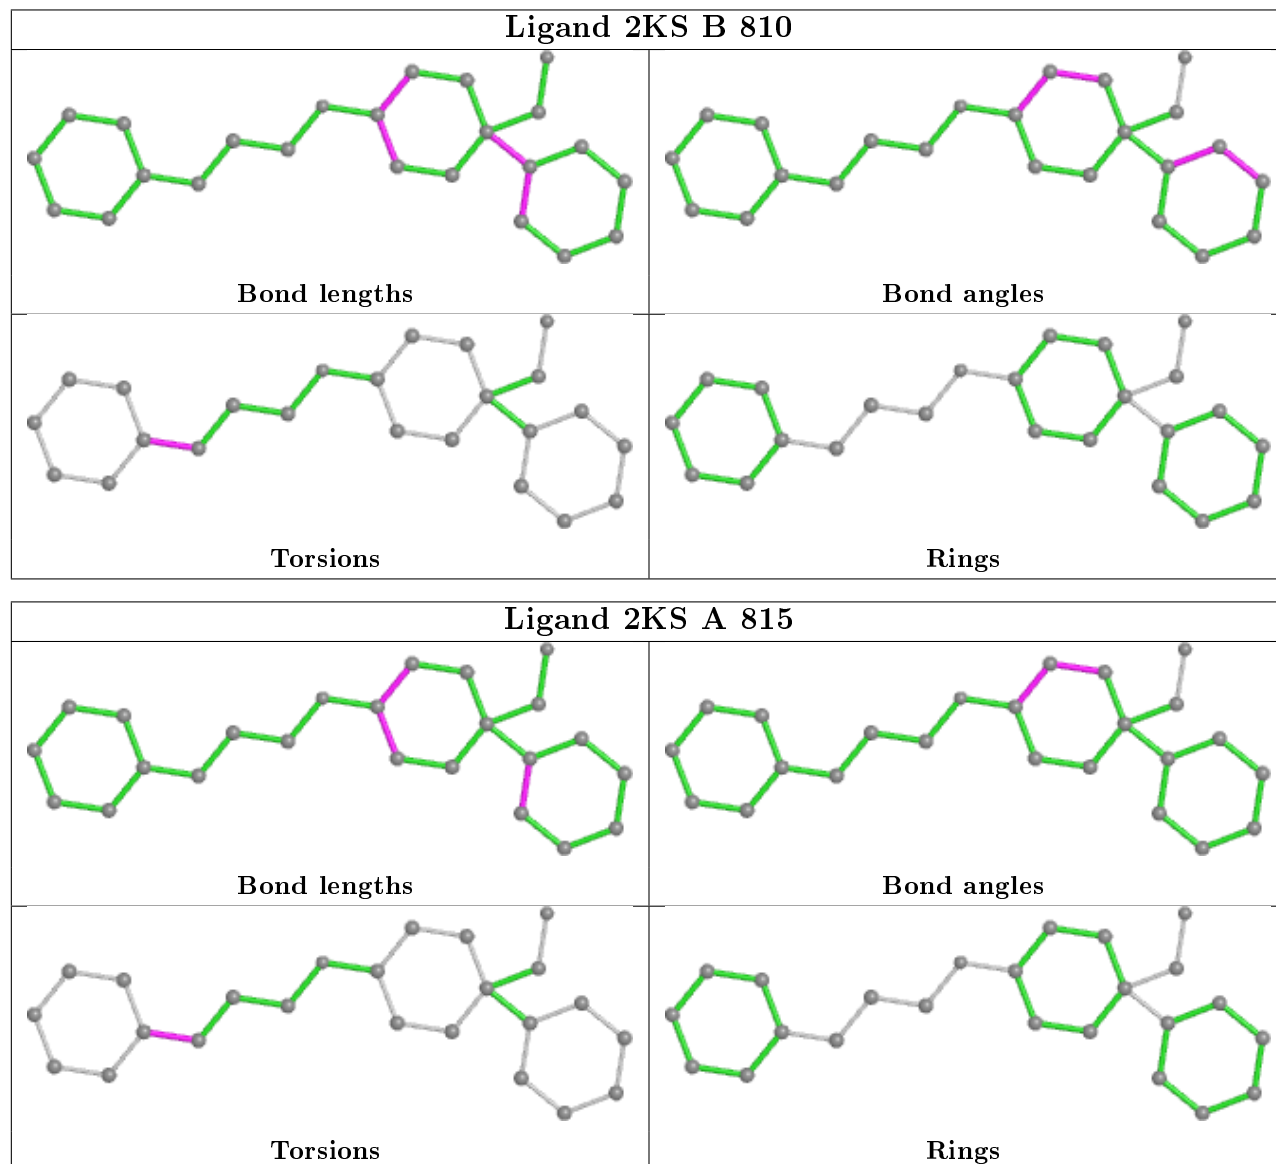 Ligand 2KS B 810
Bond lengths
Bond angles
Torsions
Rings
Ligand 2KS A 815
Bond lengths
Bond angles
Torsions
Rings